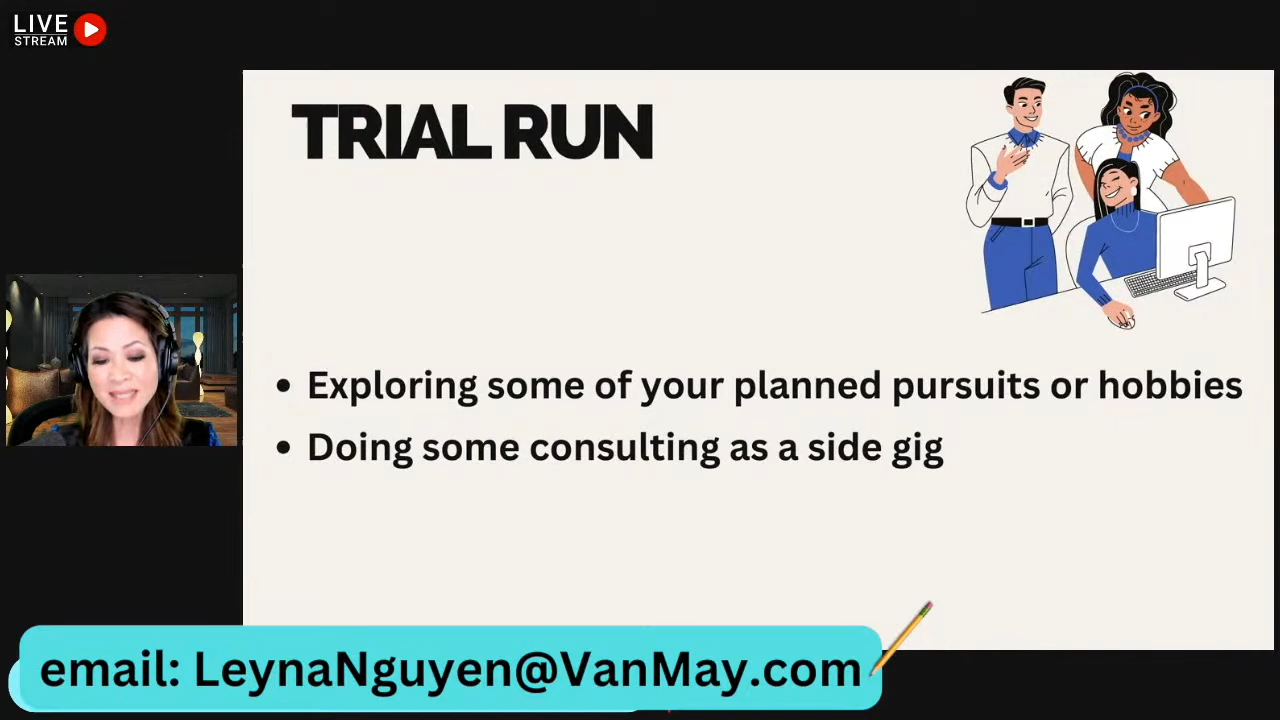 LIVE
STREAM
TRIAL RUN
• Exploring some of your planned pursuits or hobbies
• Doing some consulting as a side gig
email: LeynaNguyen@VanMay.com